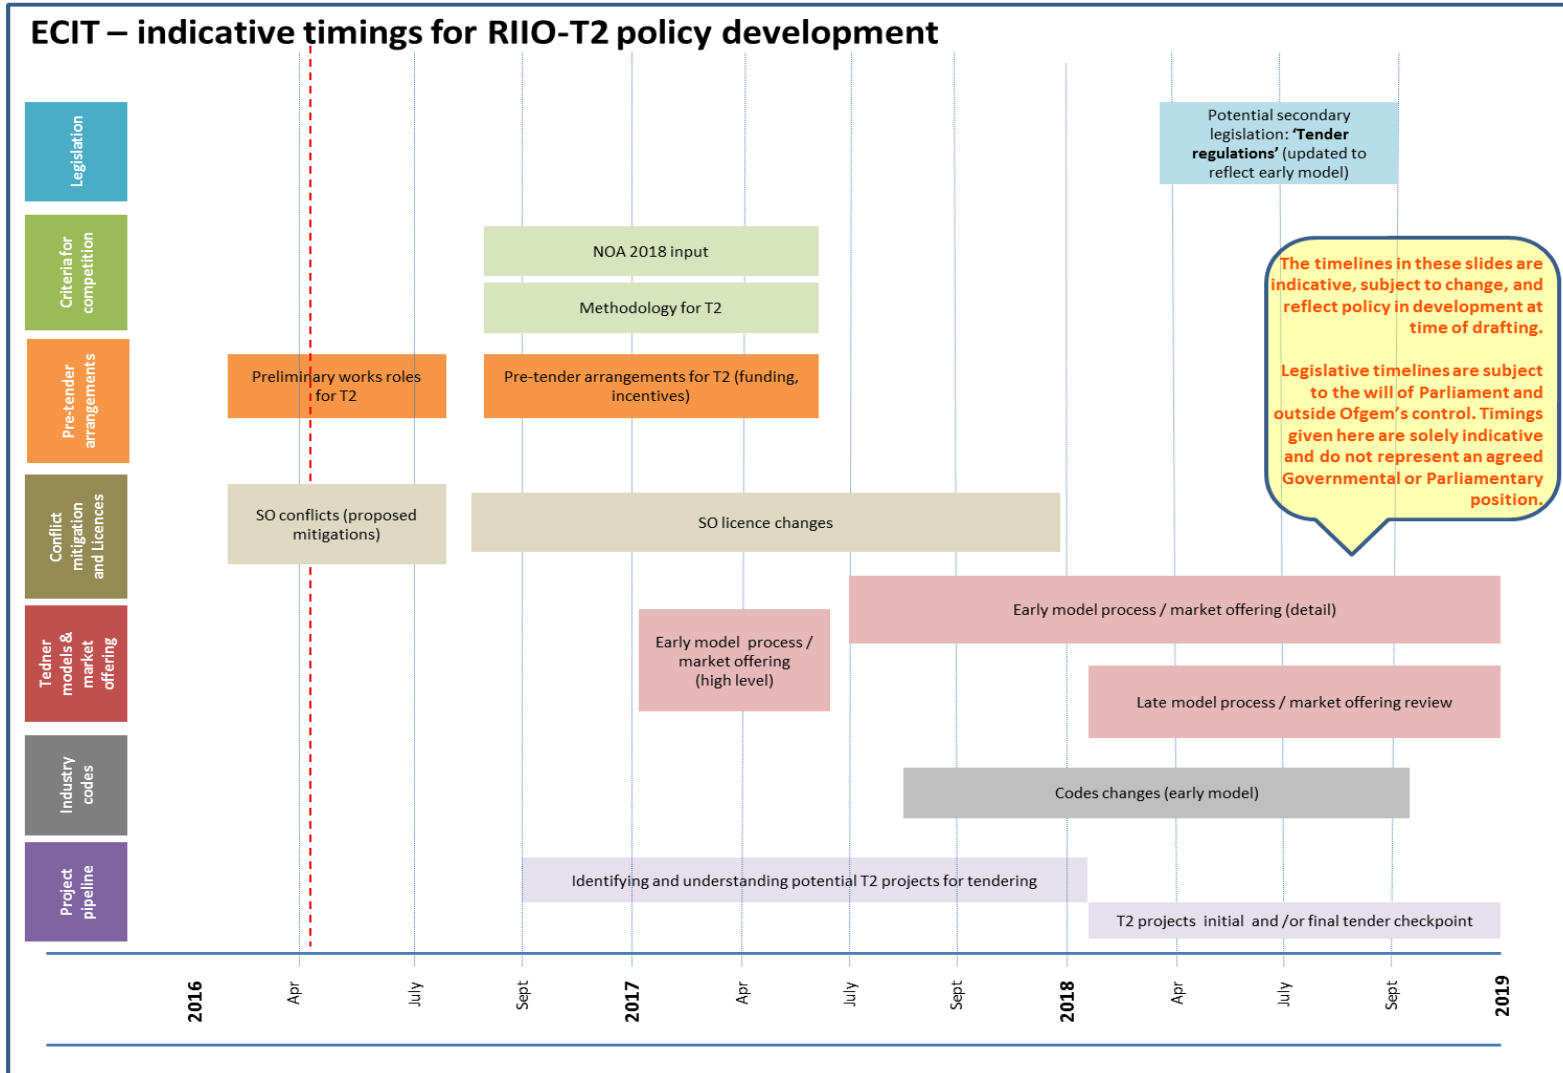 ECIT – indicative timings for RIIO-T2 policy development
Legislation
Potential secondary
legislation: ‘Tender
regulations’ (updated to
reflect early model)
Criteria for
competition
NOA 2018 input
Methodology for T2
The timelines in these slides are
indicative, subject to change, and
reflect policy in development at
time of drafting.
Legislative timelines are subject
to the will of Parliament and
outside Ofgem’s control. Timings
given here are solely indicative
and do not represent an agreed
Governmental or Parliamentary
position.
Pre-tender
arrangements
Preliminary works roles
for T2
Pre-tender arrangements for T2 (funding,
incentives)
Conflict
mitigation
and Licences
SO conflicts (proposed
mitigations)
SO licence changes
Tedner
models &
market
offering
Early model process /
market offering
(high level)
Early model process / market offering (detail)
Late model process / market offering review
Industry
codes
Codes changes (early model)
Project
pipeline
Identifying and understanding potential T2 projects for tendering
T2 projects initial and /or final tender checkpoint
2016
Apr
July
Sept
2017
Apr
July
Sept
2018
Apr
July
Sept
2019